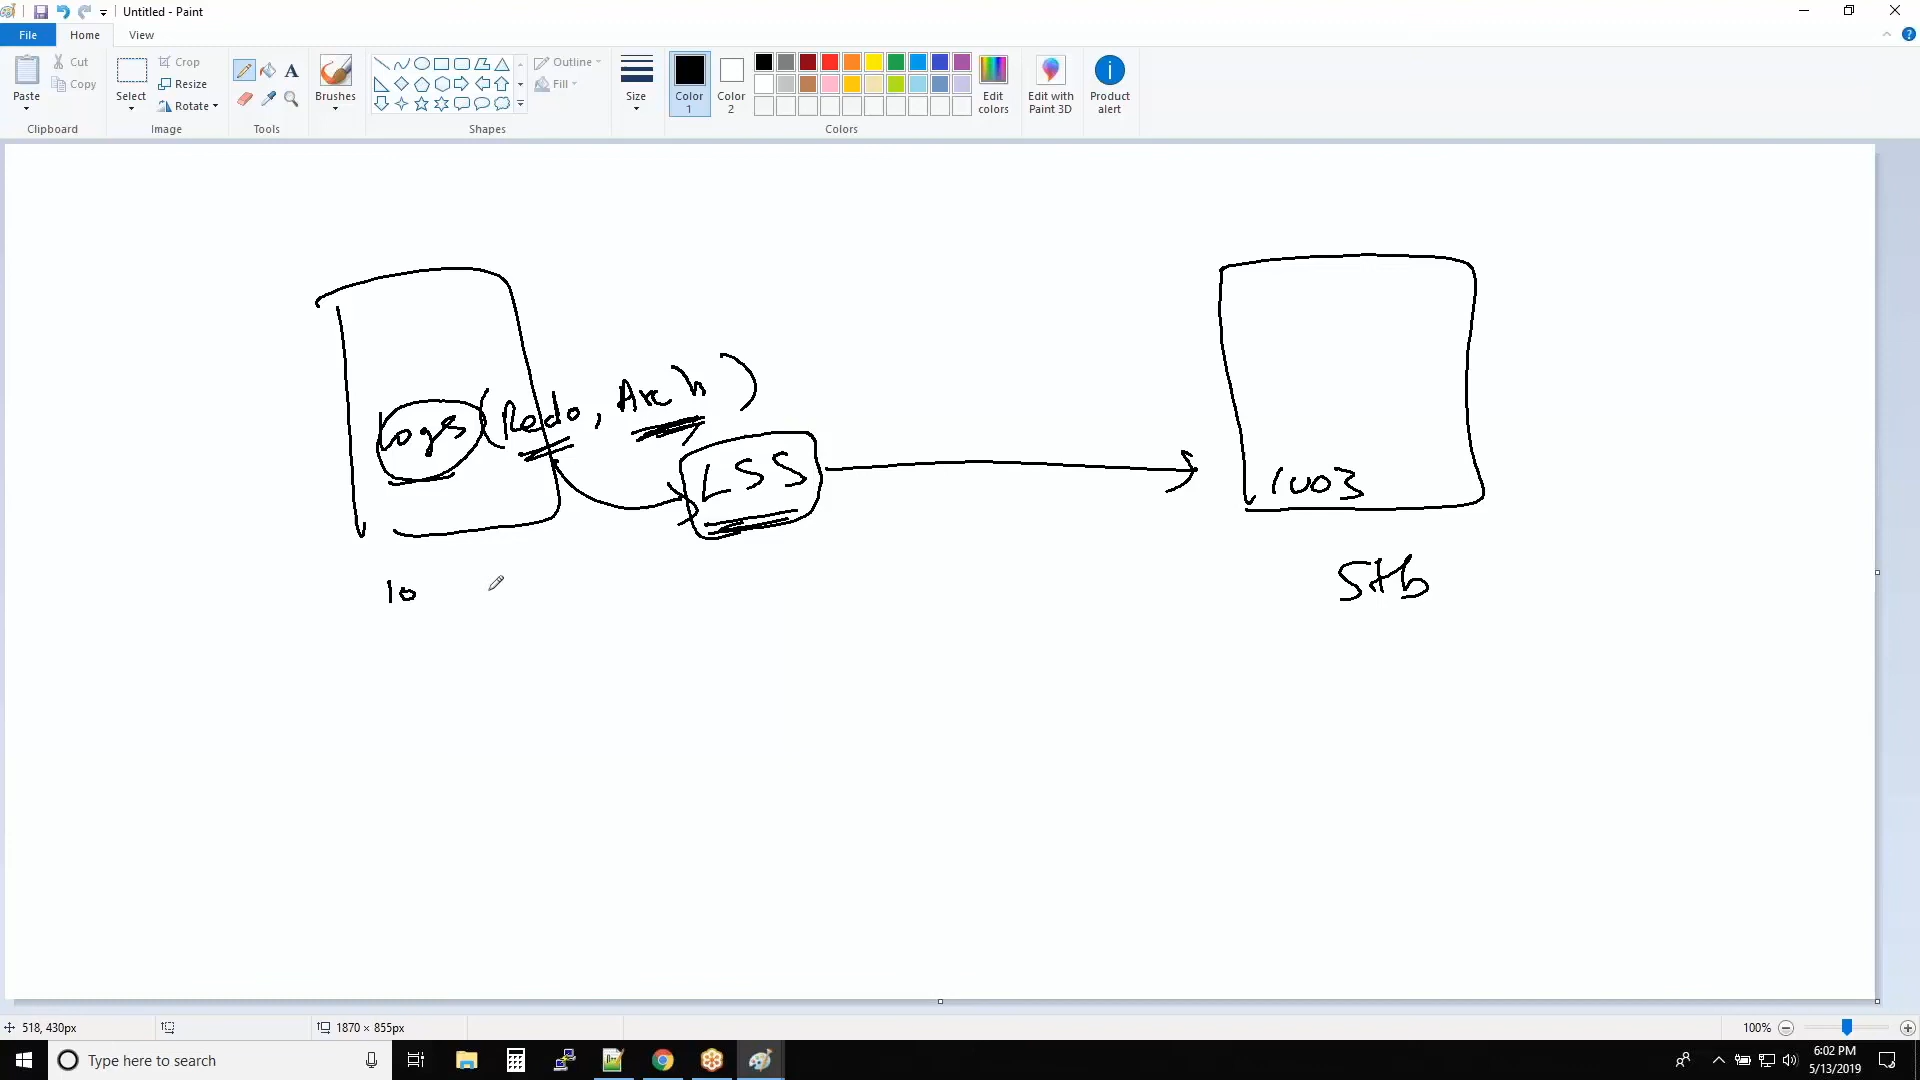 Untitled - Paint
File Home View
Paste
Cut
Copy
Clipboard
Select
Crop
Resize
Rotate
Image
Tools
Brushes
Shapes
Outline
Fill
Size
Color 1
Color 2
Edit colors
Colors
Edit with Paint 3D
Product alert
Logs (Redo, Arch)
LSS
1003
10
Stb
518, 430px
1870 × 855px
100%
Type here to search
6:02 PM
5/13/2019